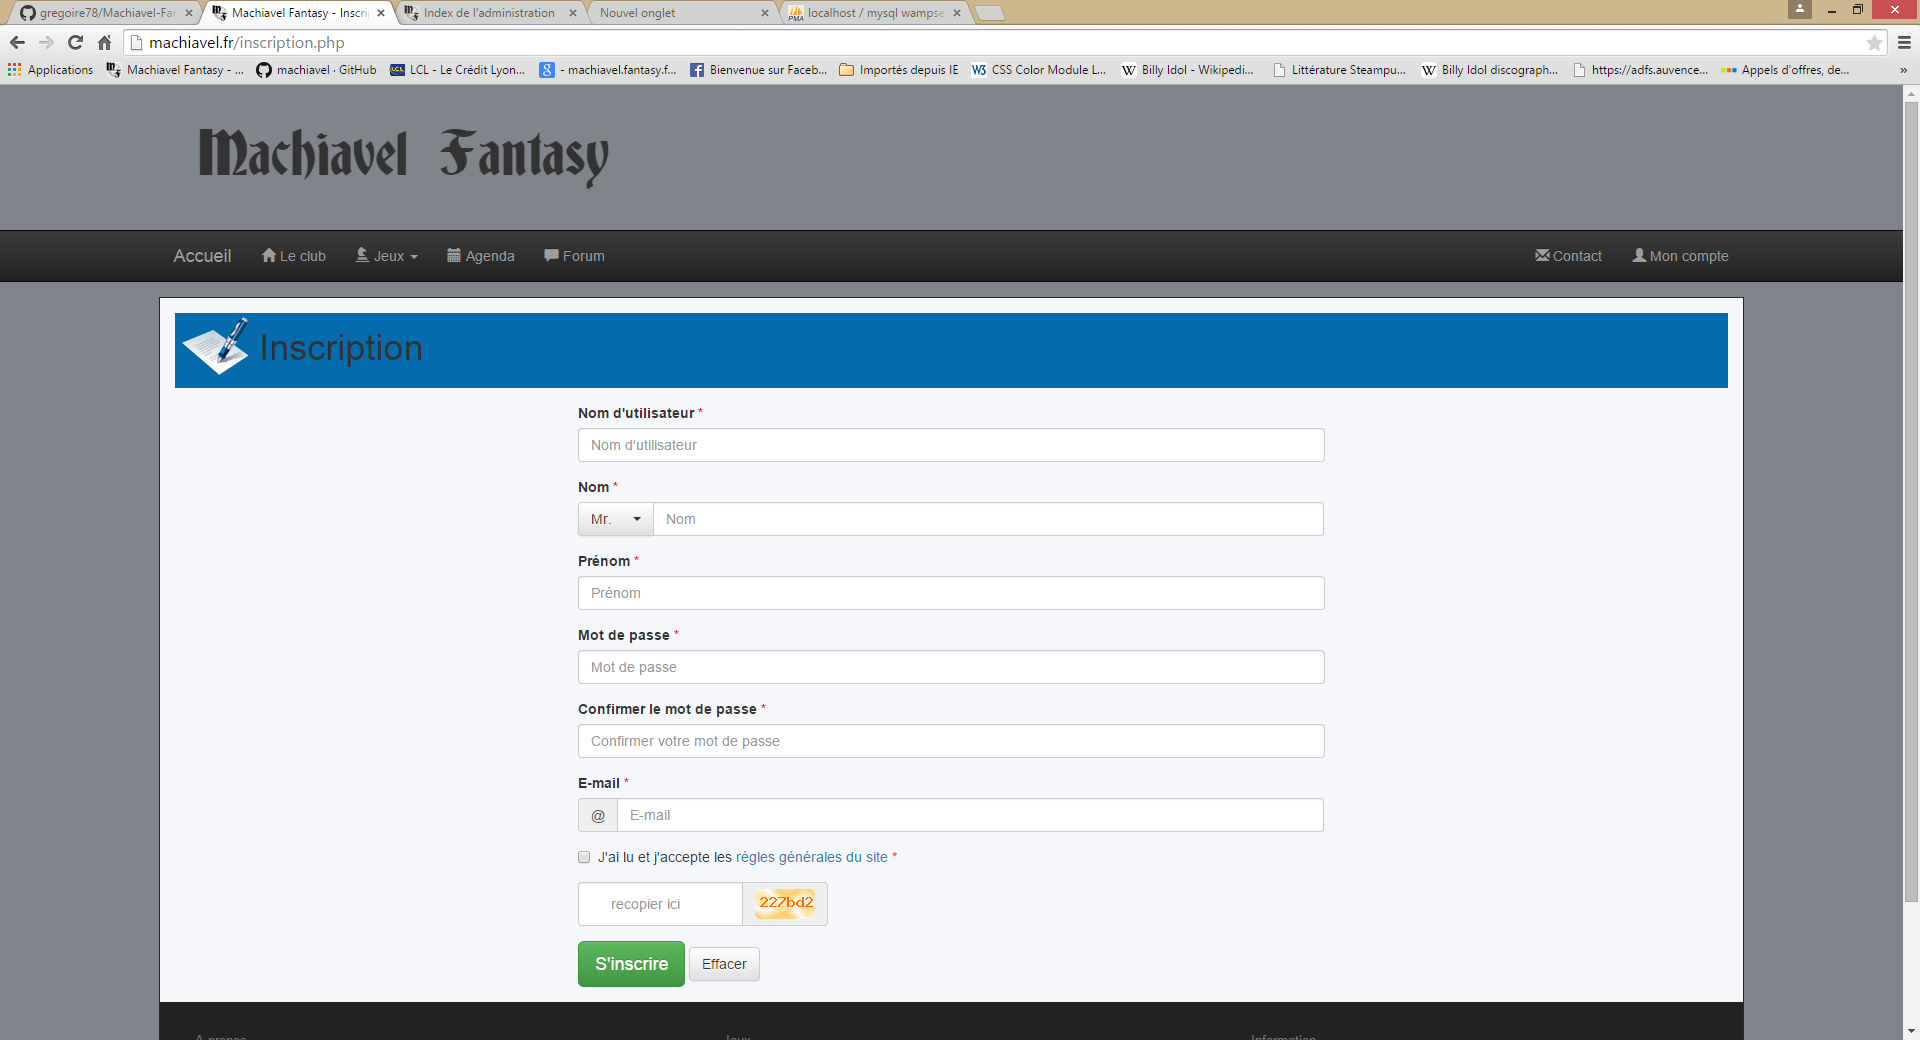 gregoire78/Machiavel-Far
Machiavel Fantasy - Inscri
Index de l'administration
Nouvel onglet
localhost / mysql wampse
machiavel.fr/inscription.php
Applications
Machiavel Fantasy - ...
machiavel · GitHub
LCL - Le Crédit Lyon...
- machiavel.fantasy.f...
Bienvenue sur Faceb...
Importés depuis IE
CSS Color Module L...
Billy Idol - Wikipedi...
Littérature Steampu...
Billy Idol discograph...
https://adfs.auvence...
Appels d'offres, de...
»
Machiavel Fantasy
Accueil
Le club
Jeux
Agenda
Forum
Contact
Mon compte
Inscription
Nom d'utilisateur *
Nom d'utilisateur
Nom *
Mr.
Nom
Prénom *
Prénom
Mot de passe *
Mot de passe
Confirmer le mot de passe *
Confirmer votre mot de passe
E-mail *
@
E-mail
J'ai lu et j'accepte les règles générales du site *
recopier ici
227bd2
S'inscrire
Effacer